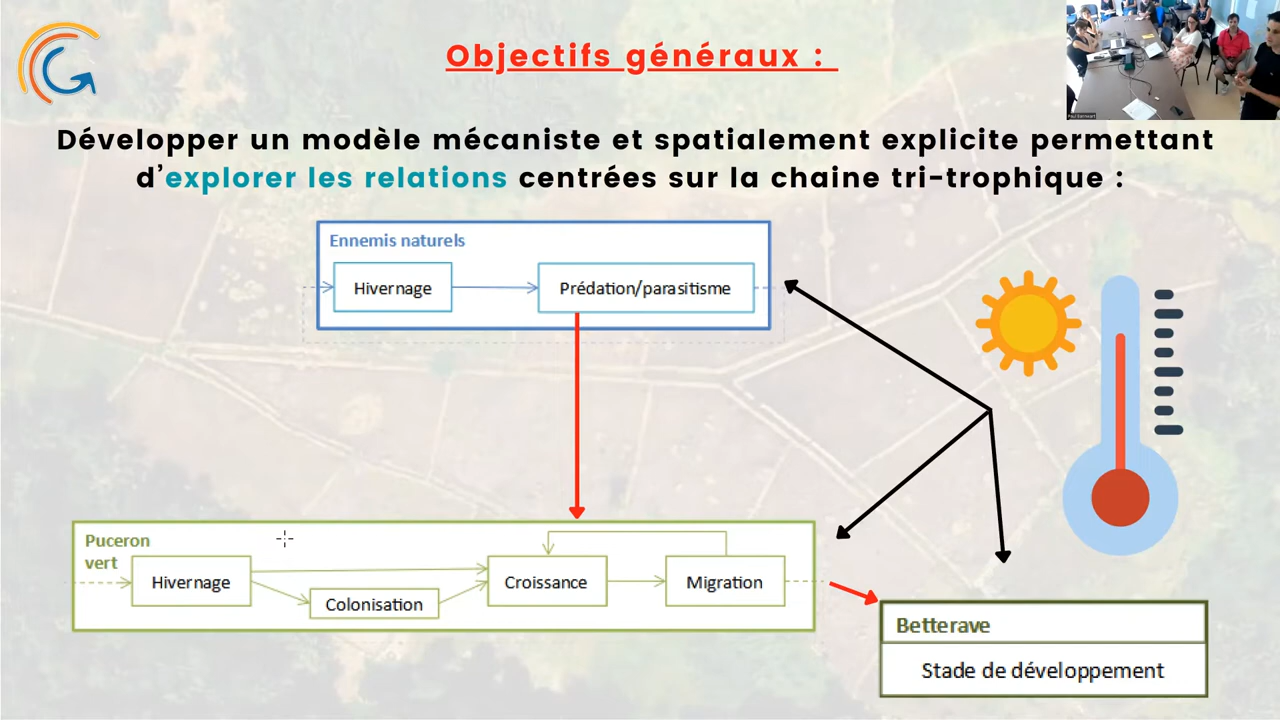 Objectifs généraux :
Développer un modèle mécaniste et spatialement explicite permettant
d’explorer les relations centrées sur la chaine tri-trophique :
Ennemis naturels
Hivernage
Prédation/parasitisme
Puceron
vert
Hivernage
Colonisation
Croissance
Migration
Betterave
Stade de développement